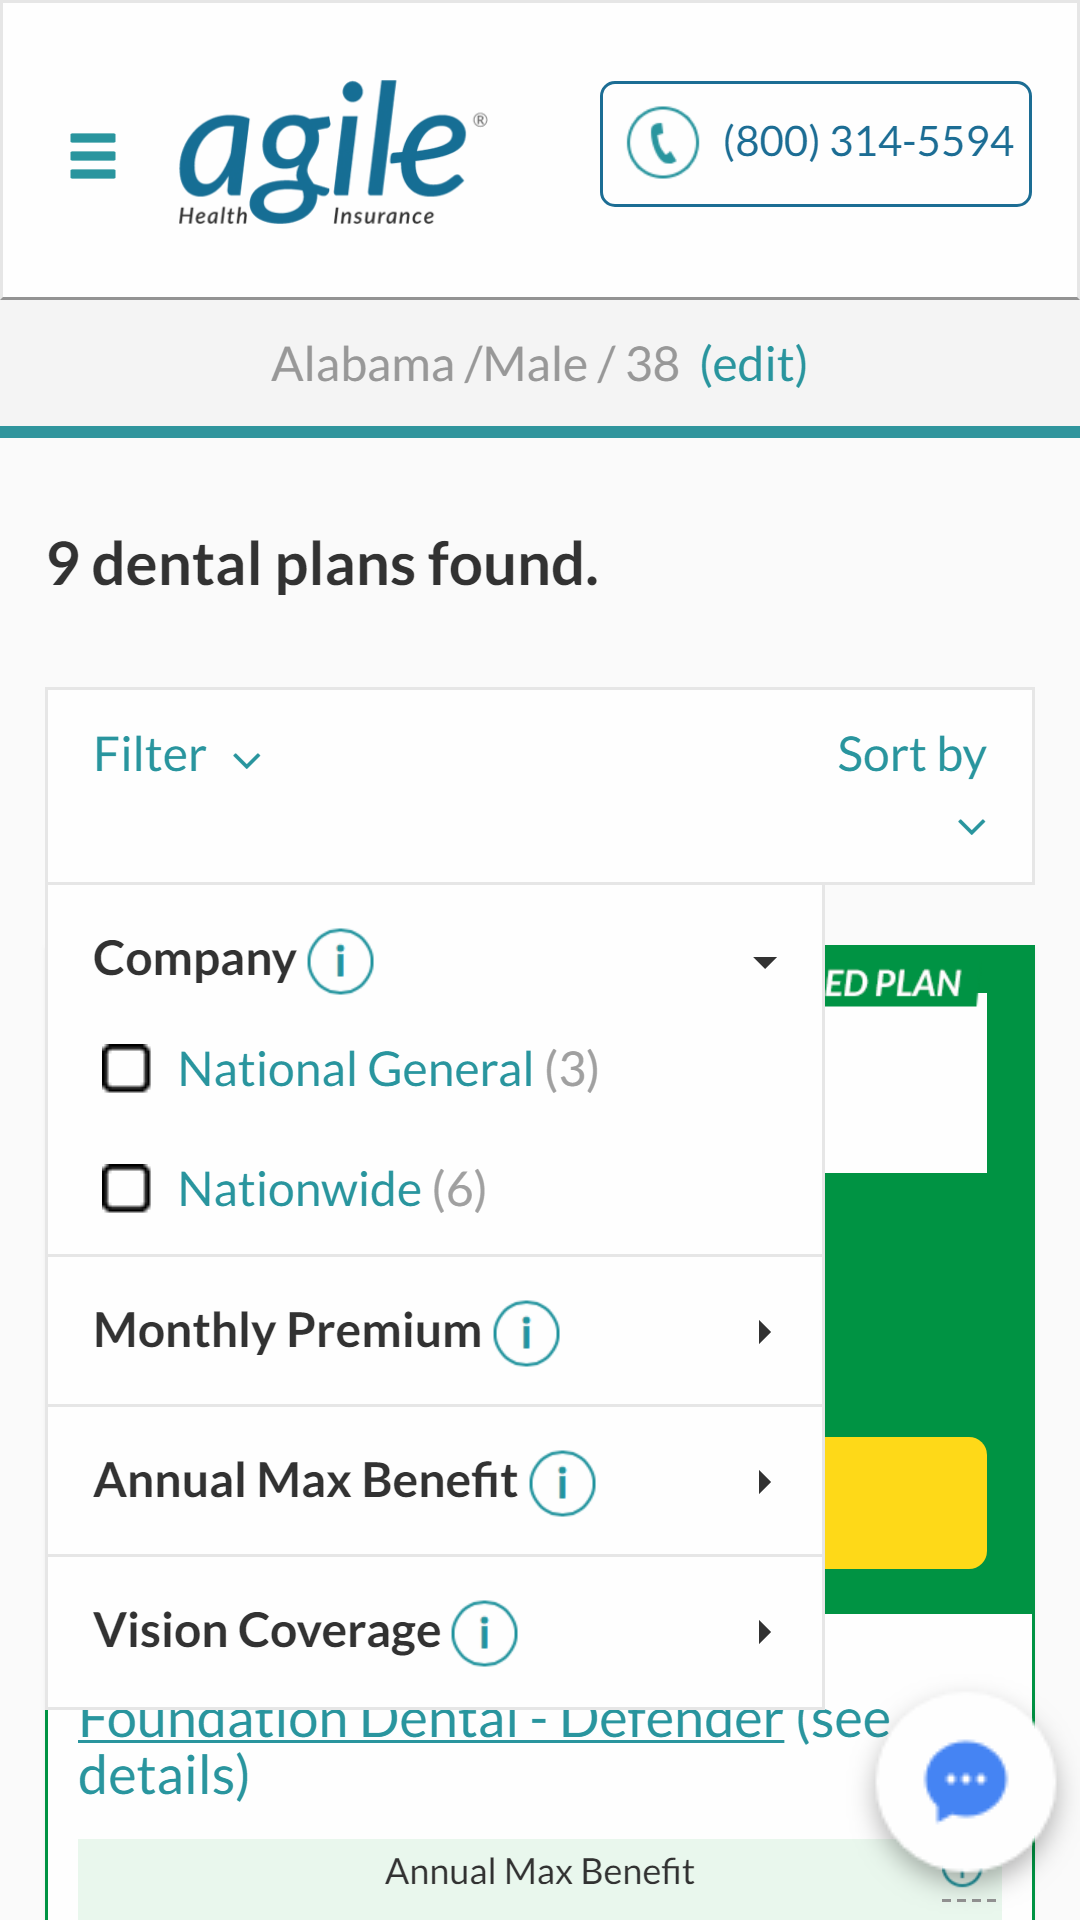 agile®
Health Insurance
(800) 314-5594
Alabama /Male / 38 (edit)
9 dental plans found.
Filter
Sort by
Company i
ED PLAN
National General (3)
Nationwide (6)
Monthly Premium i
Annual Max Benefit i
Vision Coverage i
Foundation Dental - Defender (see
details)
Annual Max Benefit